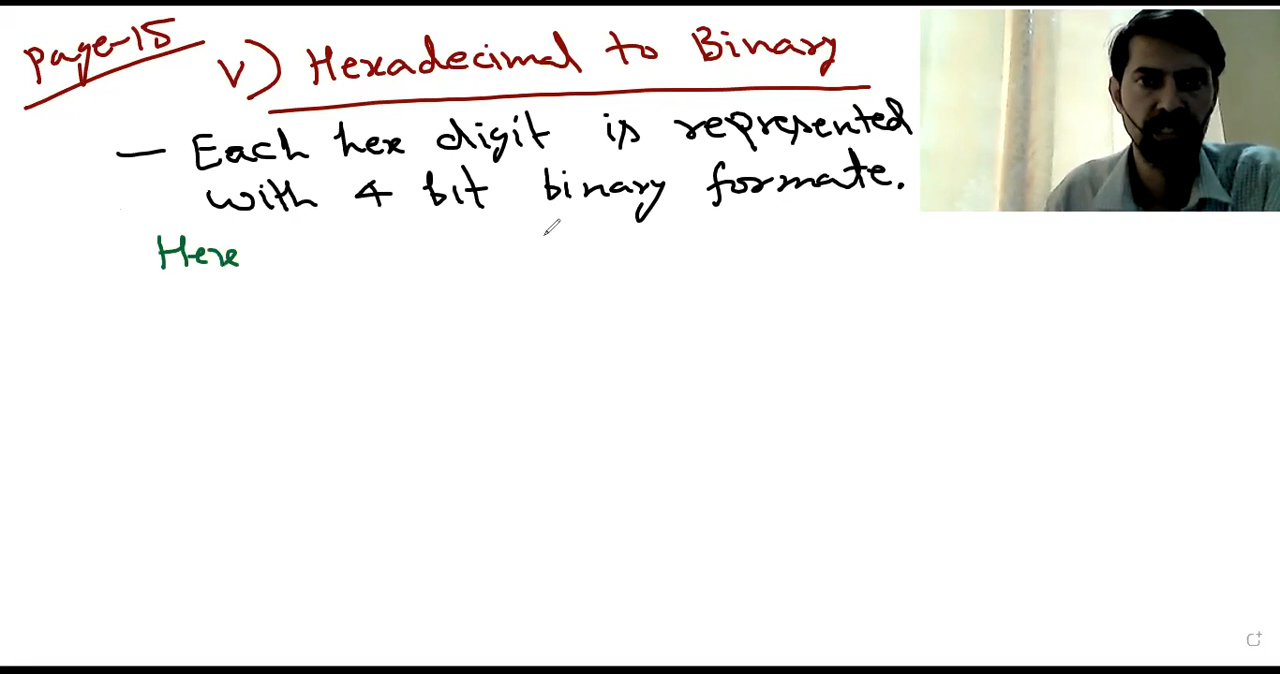 Page-15
v) Hexadecimal to Binary
— Each hex digit is represented
with 4 bit binary formate.
Here